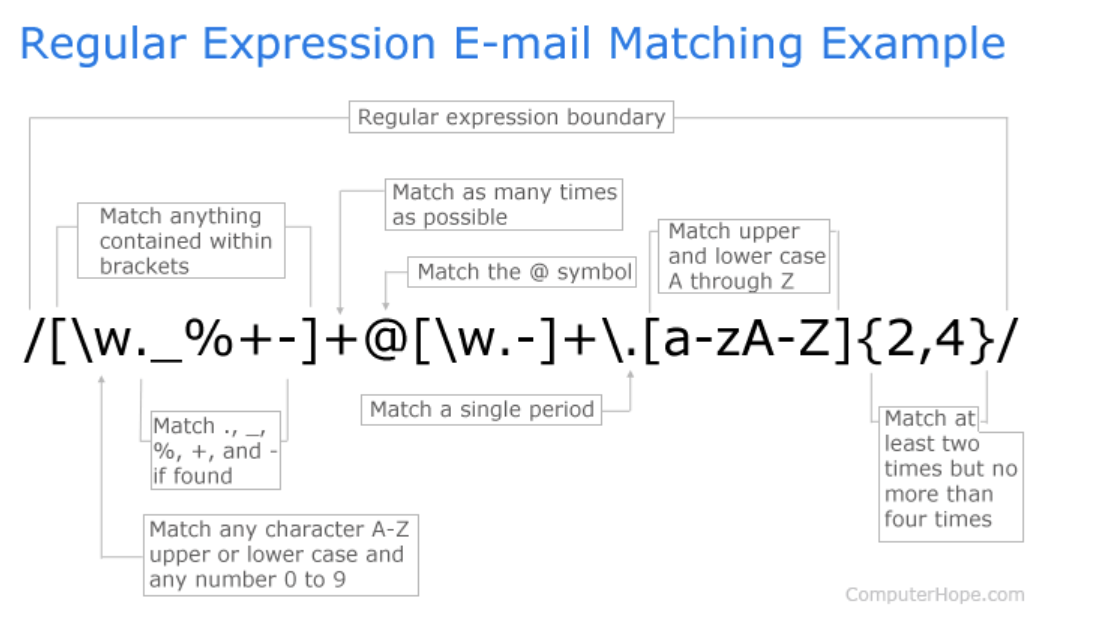 Regular Expression E-mail Matching Example
Regular expression boundary
Match as many times
as possible
Match anything
contained within
brackets
Match upper
and lower case
A through Z
Match the @ symbol
/[\w._%+-]+@[\w.-]+\.[a-zA-Z]{2,4}/
Match a single period
Match ., _,
%, +, and -
if found
Match at
least two
times but no
more than
four times
Match any character A-Z
upper or lower case and
any number 0 to 9
ComputerHope.com